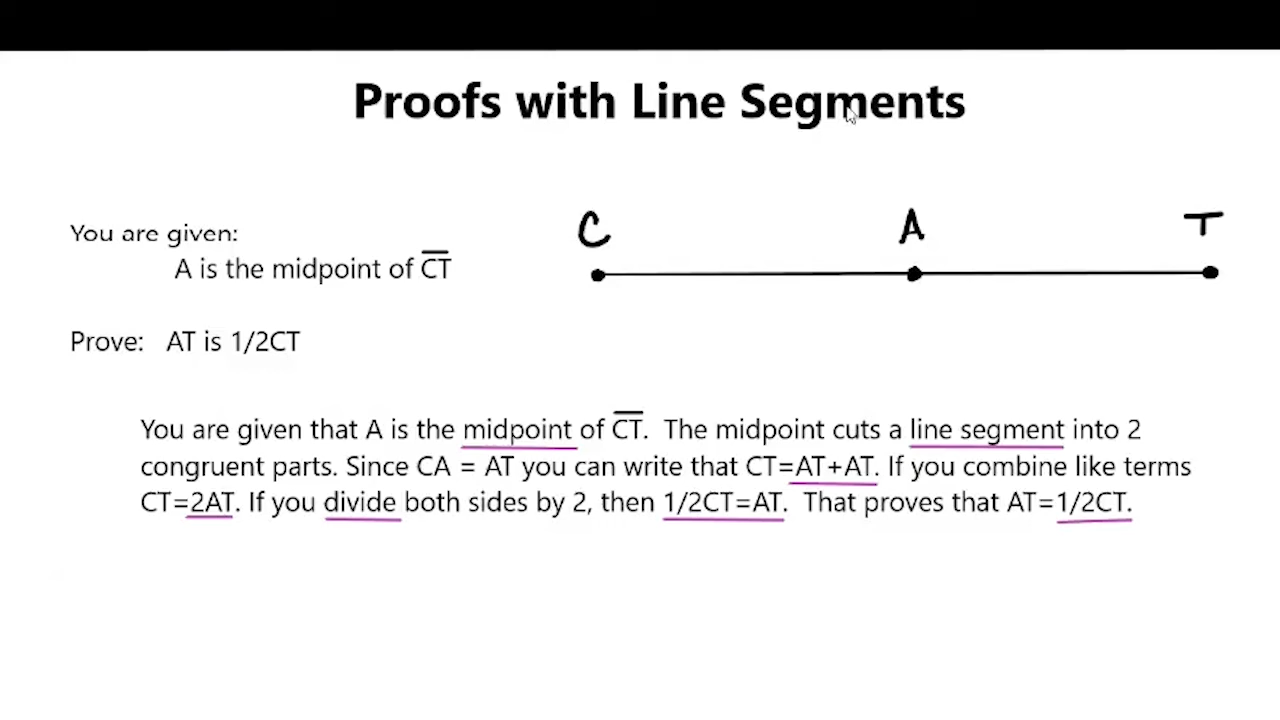 Proofs with Line Segments
C A T
You are given:
A is the midpoint of C̅T̅
Prove: AT is 1/2CT
You are given that A is the midpoint of C̅T̅. The midpoint cuts a line segment into 2
congruent parts. Since CA = AT you can write that CT=AT+AT. If you combine like terms
CT=2AT. If you divide both sides by 2, then 1/2CT=AT. That proves that AT=1/2CT.